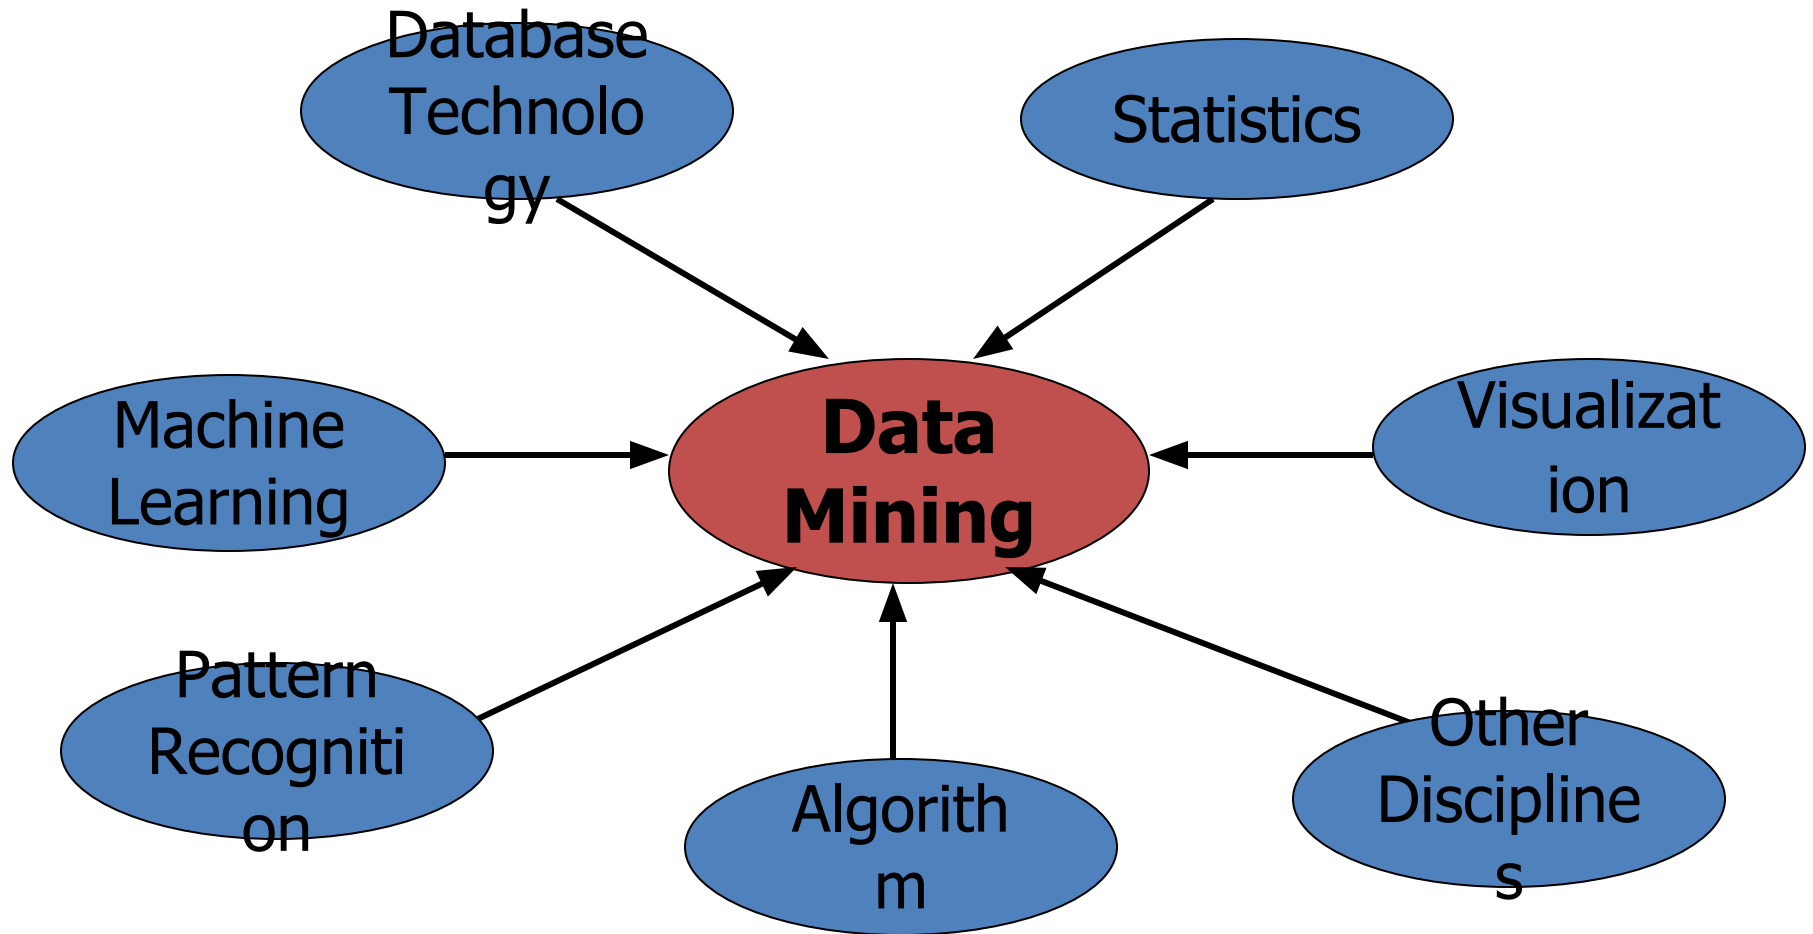 Database
Technolo
gy
Statistics
Machine
Learning
Data
Mining
Visualizat
ion
Pattern
Recogniti
on
Algorith
m
Other
Discipline
s